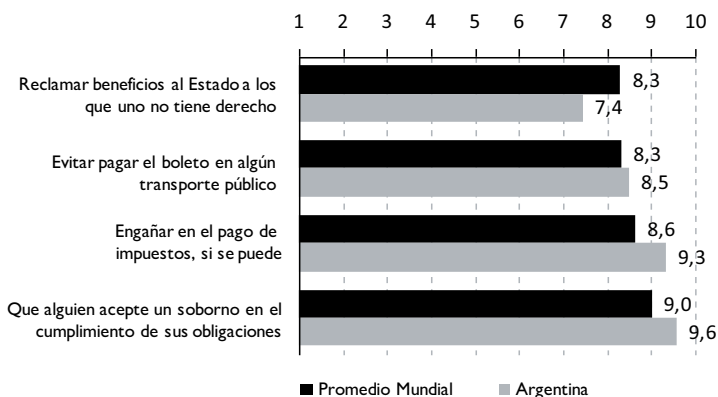 1 2 3 4 5 6 7 8 9 10
Reclamar beneficios al Estado a los
que uno no tiene derecho
8,3
7,4
Evitar pagar el boleto en algún
transporte público
8,3
8,5
Engañar en el pago de
impuestos, si se puede
8,6
9,3
Que alguien acepte un soborno en el
cumplimiento de sus obligaciones
9,0
9,6
Promedio Mundial Argentina